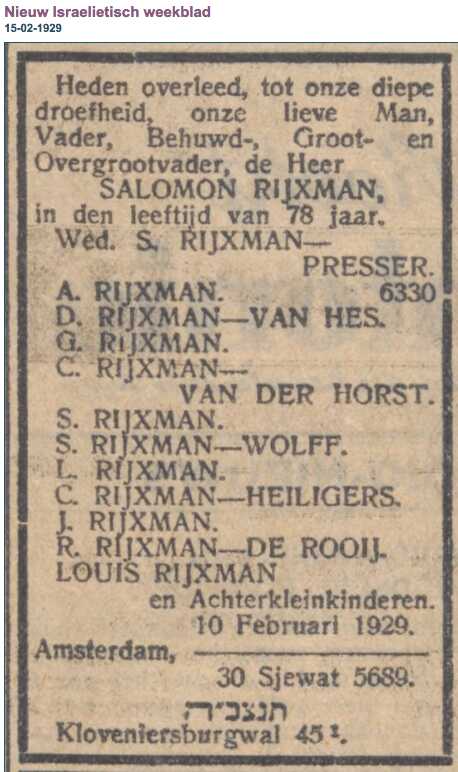 Nieuw Israelietisch weekblad
15-02-1929
Heden overleed, tot onze diepe
droefheid, onze lieve Man,
Vader, Behuwd-, Groot- en
Overgrootvader, de Heer
SALOMON RIJXMAN,
in den leeftijd van 78 jaar.
Wed. S. RIJXMAN—
PRESSER.
A. RIJXMAN. 6330
D. RIJXMAN—VAN HES.
G. RIJXMAN.
C. RIJXMAN—
VAN DER HORST.
S. RIJXMAN.
S. RIJXMAN—WOLFF.
L. RIJXMAN.
C. RIJXMAN—HEILIGERS.
J. RIJXMAN.
R. RIJXMAN—DE ROOIJ.
LOUIS RIJXMAN
en Achterkleinkinderen.
10 Februari 1929.
Amsterdam, ————
30 Sjewat 5689.
תנצב״ה
Kloveniersburgwal 45 I.